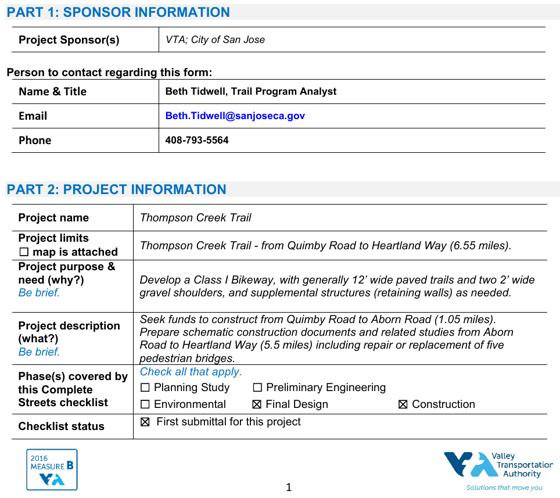 PART 1: SPONSOR INFORMATION
Project Sponsor(s) VTA; City of San Jose
Person to contact regarding this form:
Name & Title Beth Tidwell, Trail Program Analyst
Email Beth.Tidwell@sanjoseca.gov
Phone 408-793-5564
PART 2: PROJECT INFORMATION
Project name Thompson Creek Trail
Project limits
☐ map is attached
Thompson Creek Trail - from Quimby Road to Heartland Way (6.55 miles).
Project purpose &
need (why?)
Be brief.
Develop a Class I Bikeway, with generally 12’ wide paved trails and two 2’ wide
gravel shoulders, and supplemental structures (retaining walls) as needed.
Project description
(what?)
Be brief.
Seek funds to construct from Quimby Road to Aborn Road (1.05 miles).
Prepare schematic construction documents and related studies from Aborn
Road to Heartland Way (5.5 miles) including repair or replacement of five
pedestrian bridges.
Phase(s) covered by
this Complete
Streets checklist
Check all that apply.
☐ Planning Study ☐ Preliminary Engineering
☐ Environmental ☒ Final Design ☒ Construction
Checklist status ☒ First submittal for this project
2016
MEASURE B
VTA
1
VTA
Valley
Transportation
Authority
Solutions that move you